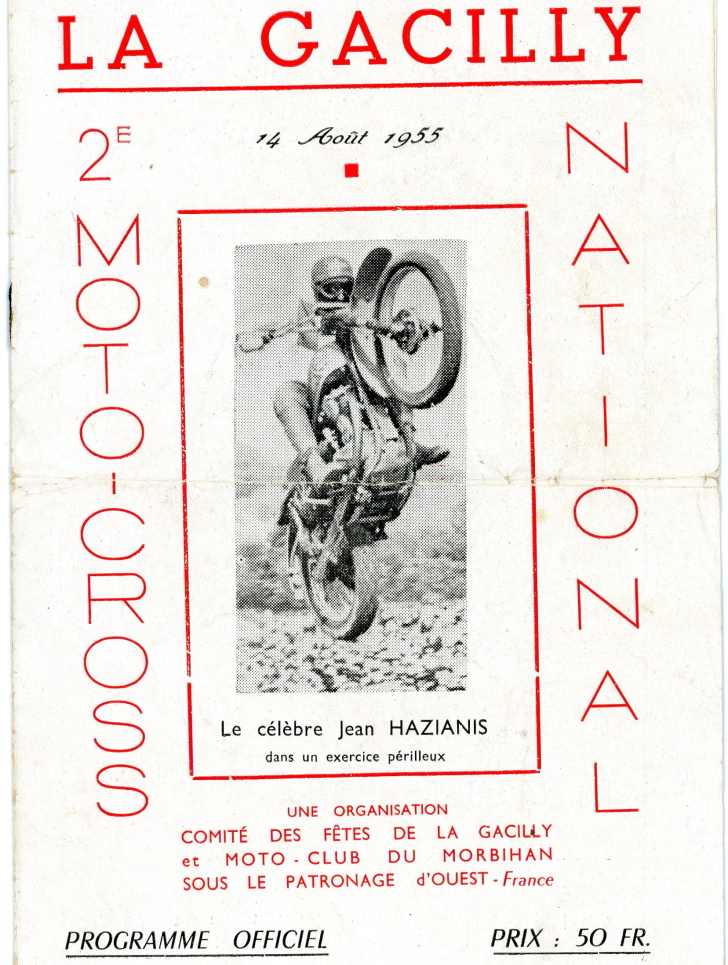 LA GACILLY
14 Août 1955
2E MOTO-CROSS
NATIONAL
Le célèbre Jean HAZIANIS
dans un exercice périlleux
UNE ORGANISATION
COMITÉ DES FÊTES DE LA GACILLY
et MOTO-CLUB DU MORBIHAN
SOUS LE PATRONAGE d'OUEST-France
PROGRAMME OFFICIEL
PRIX : 50 FR.